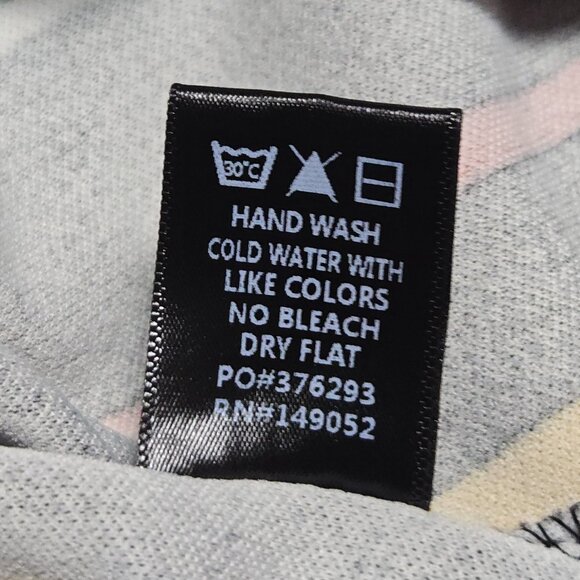 30°C
HAND WASH
COLD WATER WITH
LIKE COLORS
NO BLEACH
DRY FLAT
PO#376293
RN#149052